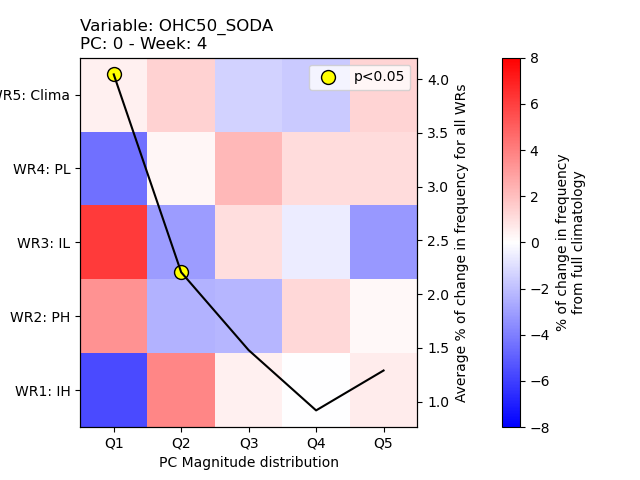 Variable: OHC50_SODA
PC: 0 - Week: 4
p<0.05
WR5: Clima
WR4: PL
WR3: IL
WR2: PH
WR1: IH
Q1 Q2 Q3 Q4 Q5
PC Magnitude distribution
4.0
3.5
3.0
2.5
2.0
1.5
1.0
Average % of change in frequency for all WRs
8
6
4
2
0
−2
−4
−6
−8
% of change in frequency
from full climatology